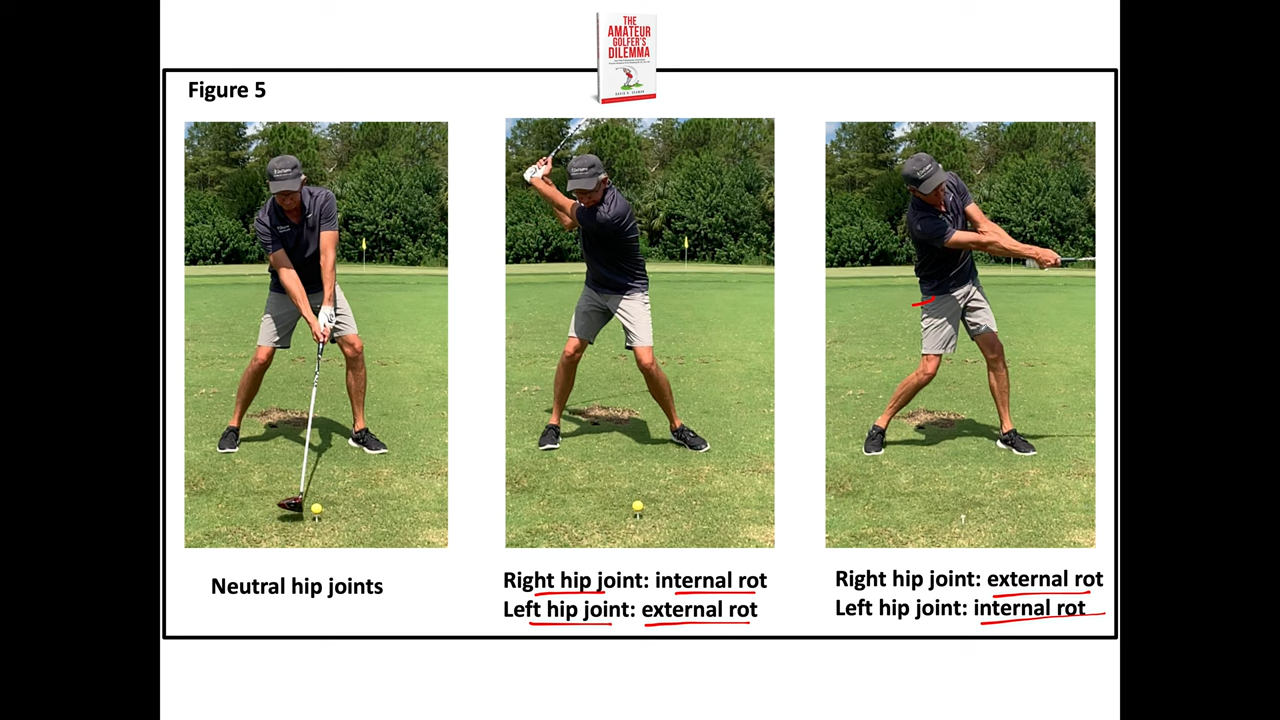 THE
AMATEUR
GOLFER'S
DILEMMA
Figure 5
Neutral hip joints
Right hip joint: internal rot
Left hip joint: external rot
Right hip joint: external rot
Left hip joint: internal rot